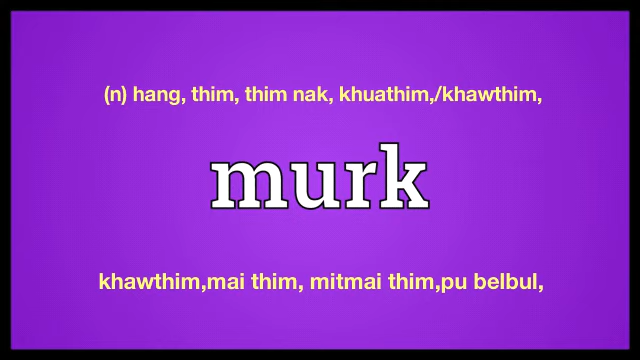 (n) hang, thim, thim nak, khuathim,/khawthim,
murk
khawthim,mai thim, mitmai thim,pu belbul,